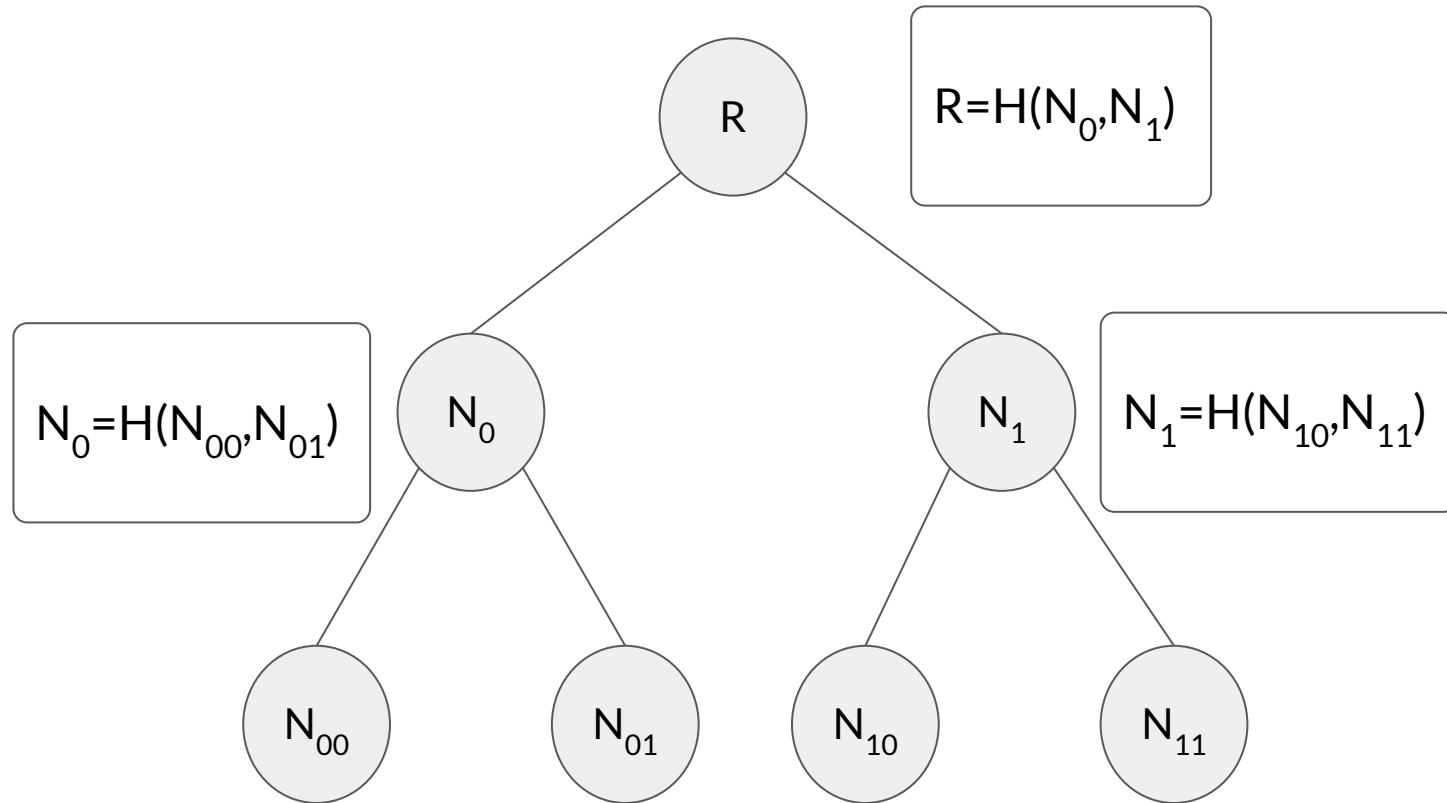 R
R=H(N₀,N₁)
N₀=H(N₀₀,N₀₁)
N₀
N₁
N₁=H(N₁₀,N₁₁)
N₀₀
N₀₁
N₁₀
N₁₁